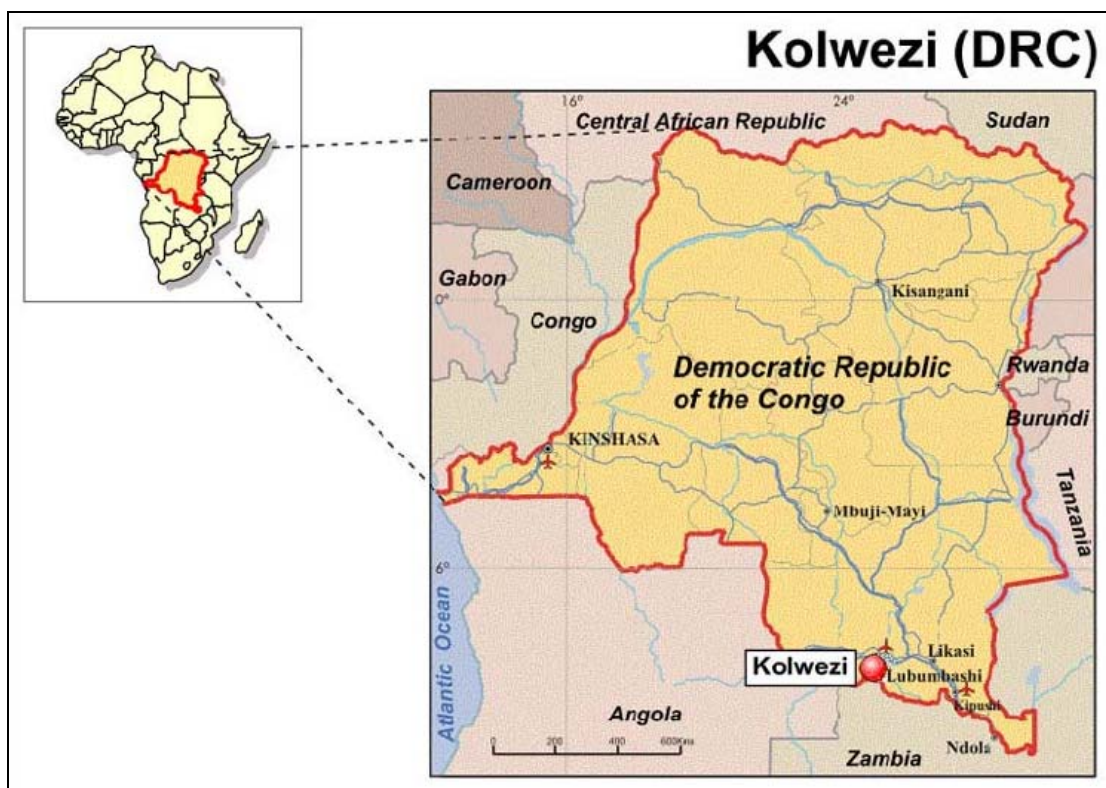 Kolwezi (DRC)
16°
24°
Central African Republic
Sudan
Cameroon
Gabon
0°
Congo
Kisangani
Democratic Republic
of the Congo
Rwanda
Burundi
KINSHASA
Tanzania
Mbuji-Mayi
6°
Atlantic Ocean
Kolwezi
Likasi
Lubumbashi
Kipushi
Angola
Ndola
0 200 400 600Kms
Zambia